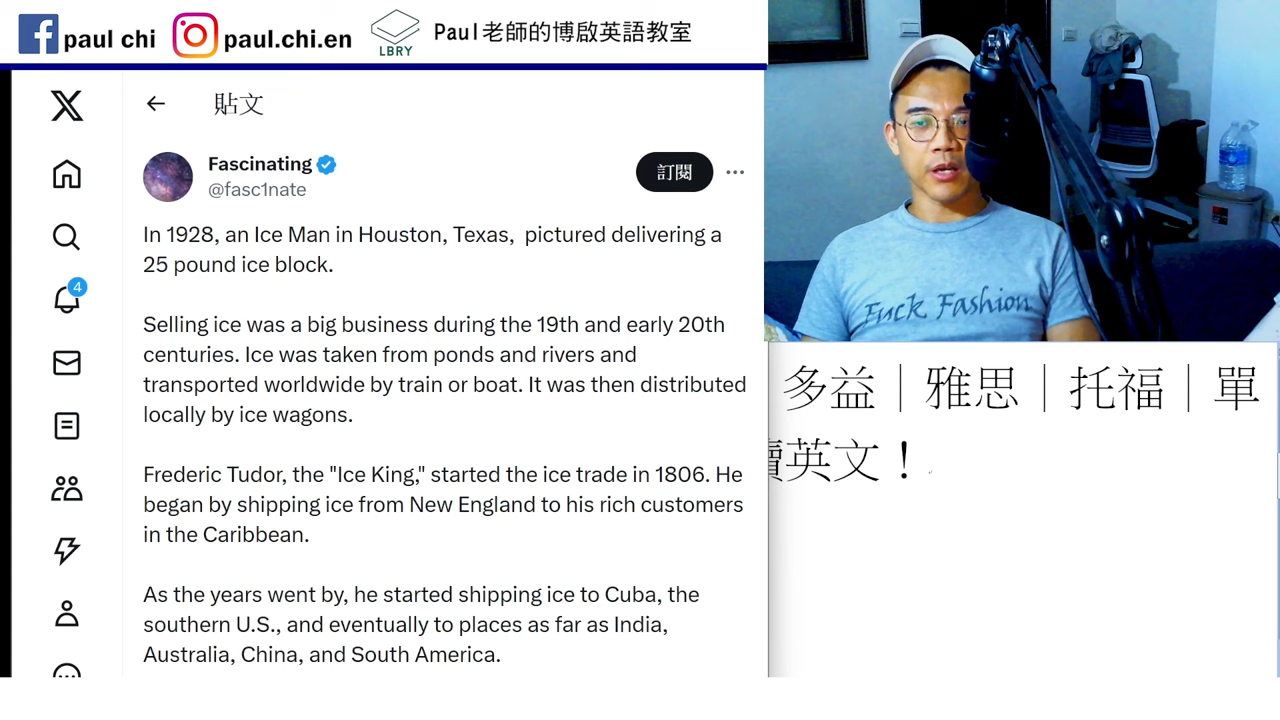 paul chi
paul.chi.en
LBRY
Paul老師的博啟英語教室
貼文
Fascinating
@fasc1nate
訂閱
4
In 1928, an Ice Man in Houston, Texas,  pictured delivering a
25 pound ice block.
Selling ice was a big business during the 19th and early 20th
centuries. Ice was taken from ponds and rivers and
transported worldwide by train or boat. It was then distributed
locally by ice wagons.
Frederic Tudor, the "Ice King," started the ice trade in 1806. He
began by shipping ice from New England to his rich customers
in the Caribbean.
As the years went by, he started shipping ice to Cuba, the
southern U.S., and eventually to places as far as India,
Australia, China, and South America.
Fuck Fashion
多益｜雅思｜托福｜單
讀英文！